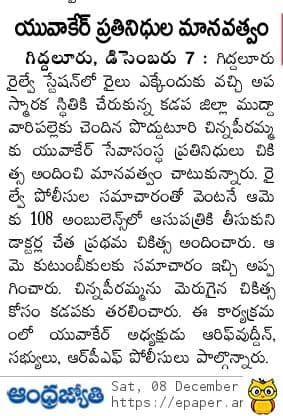 యువాకేర్ ప్రతినిధుల మానవత్వం
గిద్దలూరు, డిసెంబరు 7 : గిద్దలూరు
రైల్వే స్టేషన్‌లో రైలు ఎక్కేందుకు వచ్చి అప
స్మారక స్థితికి చేరుకున్న కడప జిల్లా ముద్దా
వారిపల్లెకు చెందిన పొద్దుటూరి చిన్నపీరమ్మ
కు యువాకేర్ సేవాసంస్థ ప్రతినిధులు చికి
త్స అందించి మానవత్వం చాటుకున్నారు. రై
ల్వే పోలీసుల సమాచారంతో వెంటనే ఆమె
కు 108 అంబులెన్స్‌లో ఆసుపత్రికి తీసుకుని
డాక్టర్ల చేత ప్రథమ చికిత్స అందించారు. ఆ
మె కుటుంబీకులకు సమాచారం ఇచ్చి అప్ప
గించారు. చిన్నపీరమ్మను మెరుగైన చికిత్స
కోసం కడపకు తరలించారు. ఈ కార్యక్రమ
ంలో యువాకేర్ అధ్యక్షుడు ఆరిఫ్‌వుద్దీన్,
సభ్యులు, ఆర్‌పీఎఫ్ పోలీసులు పాల్గొన్నారు.
ఆంధ్రజ్యోతి Sat, 08 December
https://epaper.ar